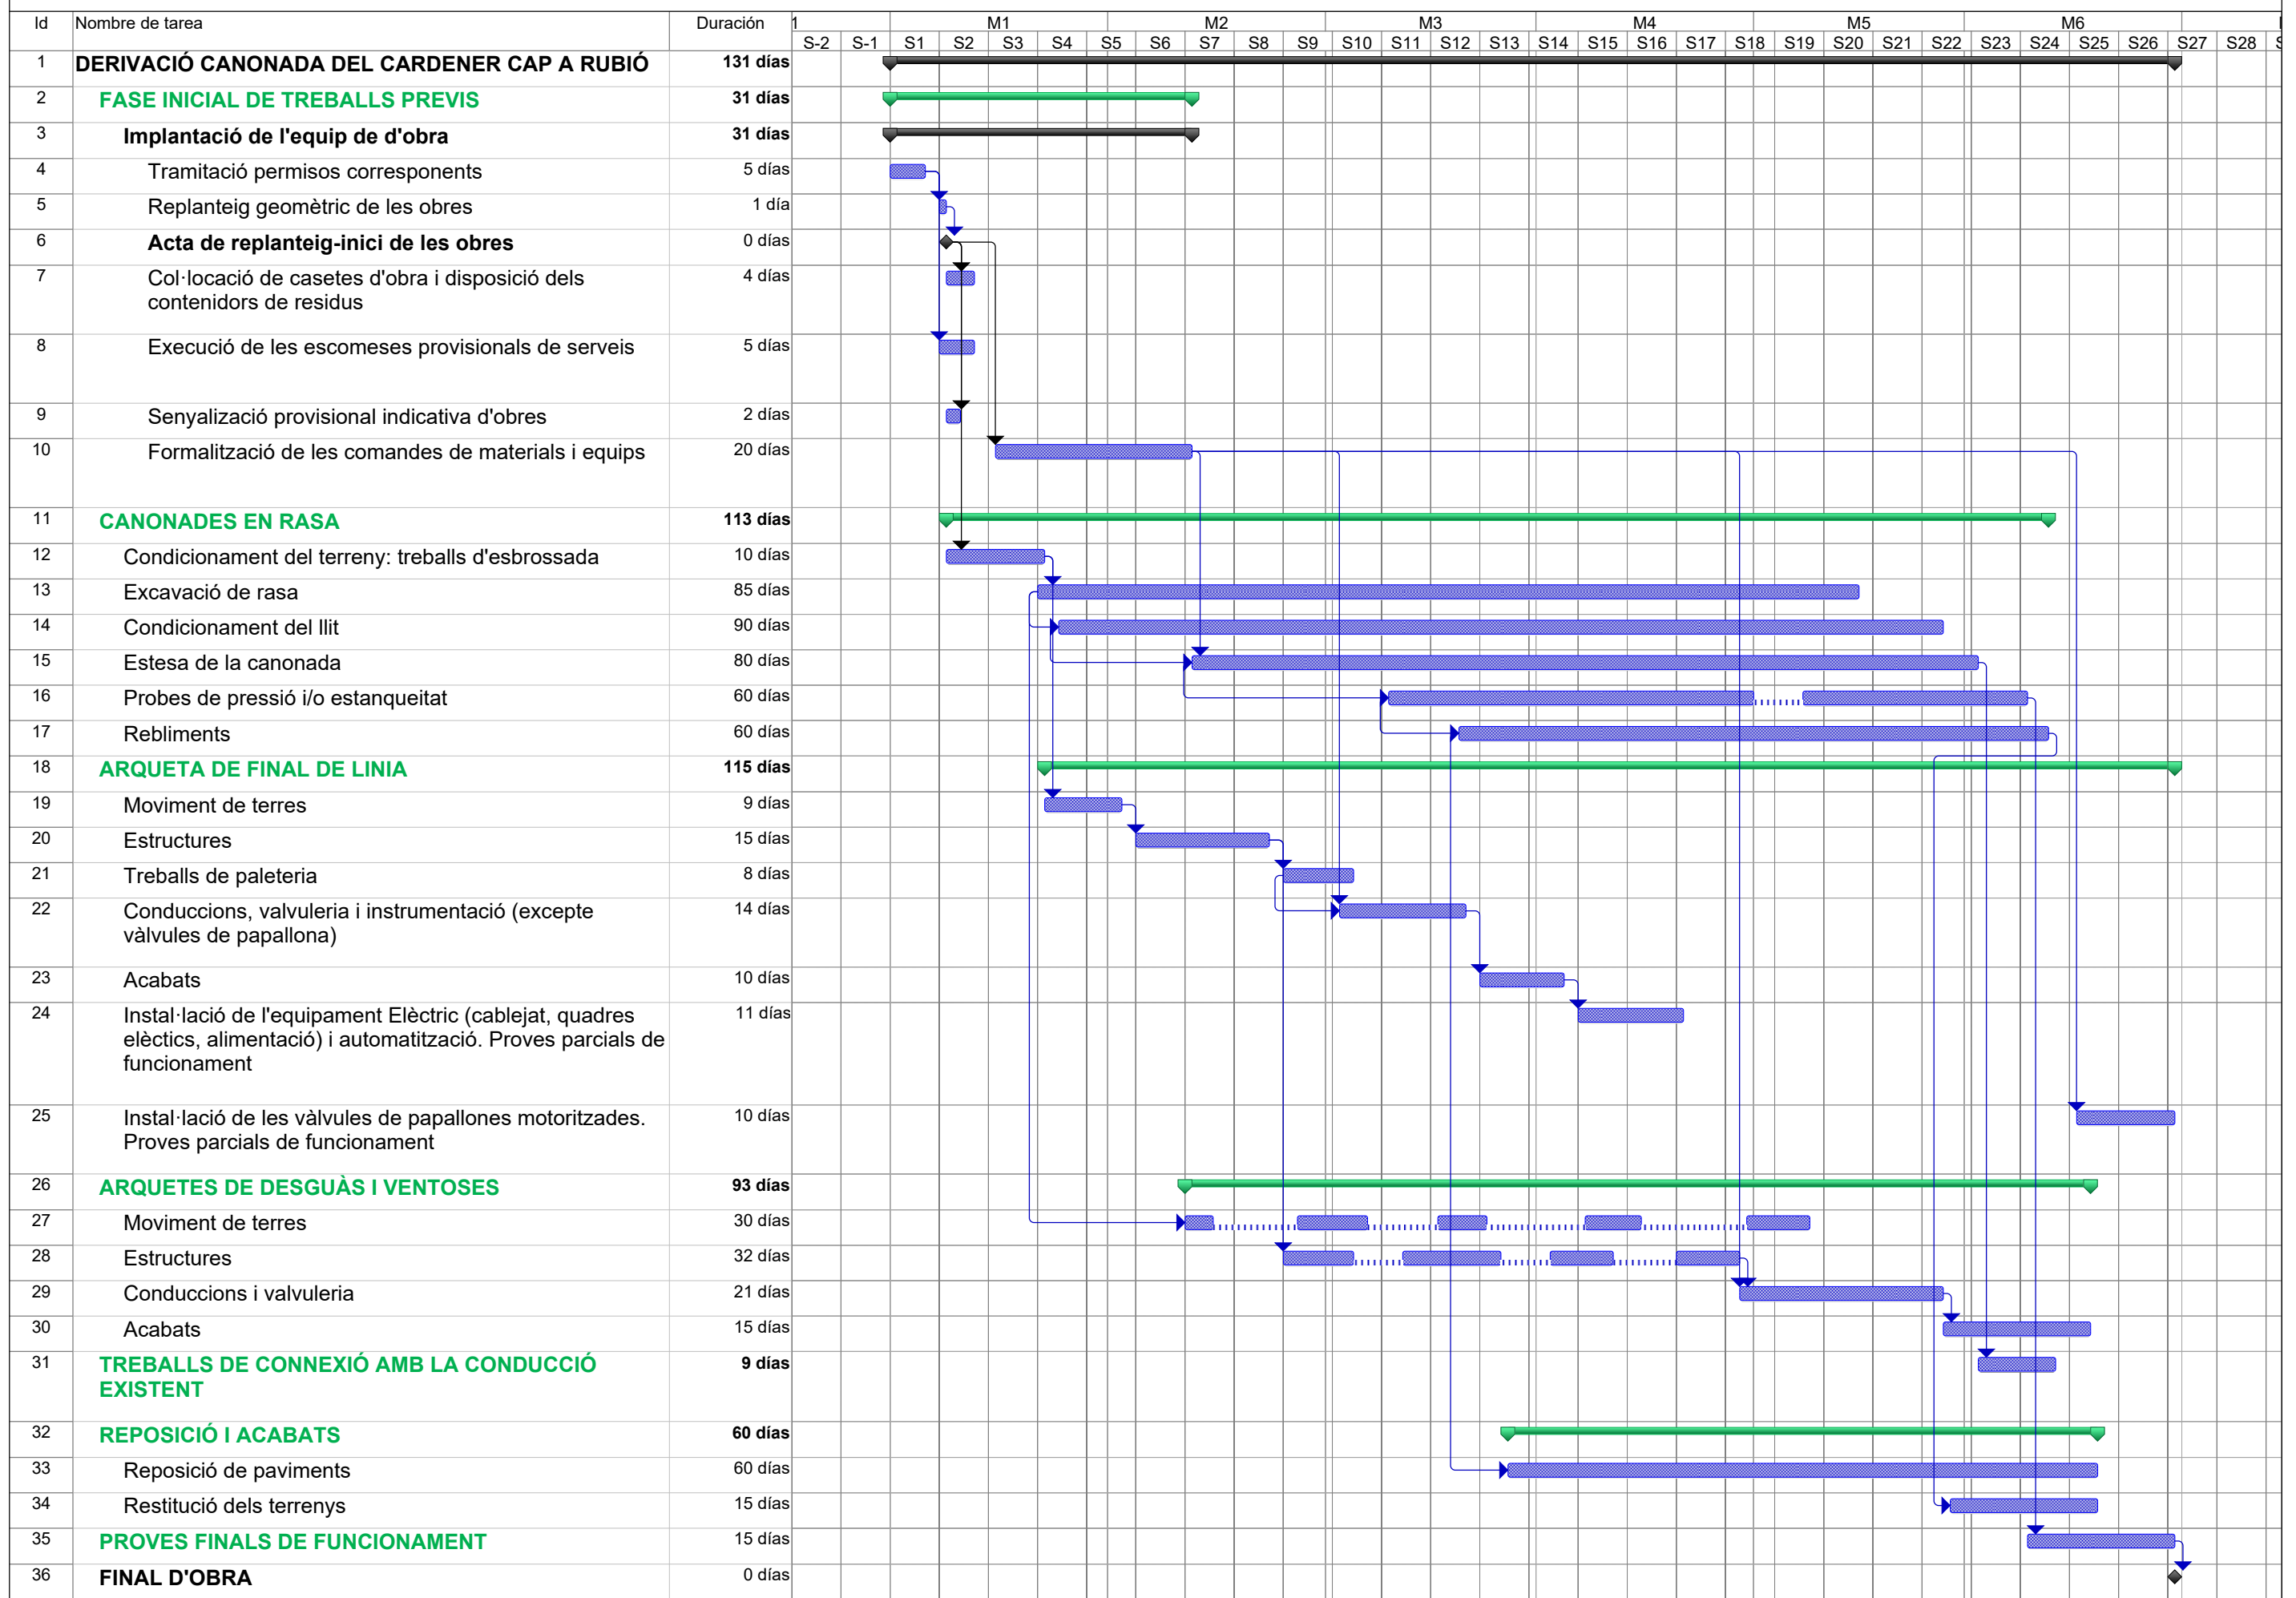 Id Nombre de tarea Duración 1 M1 M2 M3 M4 M5 M6
S-2 S-1 S1 S2 S3 S4 S5 S6 S7 S8 S9 S10 S11 S12 S13 S14 S15 S16 S17 S18 S19 S20 S21 S22 S23 S24 S25 S26 S27 S28
1 DERIVACIÓ CANONADA DEL CARDENER CAP A RUBIÓ 131 días
2 FASE INICIAL DE TREBALLS PREVIS 31 días
3 Implantació de l'equip de d'obra 31 días
4 Tramitació permisos corresponents 5 días
5 Replanteig geomètric de les obres 1 día
6 Acta de replanteig-inici de les obres 0 días
7 Col·locació de casetes d'obra i disposició dels 4 días
contenidors de residus
8 Execució de les escomeses provisionals de serveis 5 días
9 Senyalizació provisional indicativa d'obres 2 días
10 Formalització de les comandes de materials i equips 20 días
11 CANONADES EN RASA 113 días
12 Condicionament del terreny: treballs d'esbrossada 10 días
13 Excavació de rasa 85 días
14 Condicionament del llit 90 días
15 Estesa de la canonada 80 días
16 Probes de pressió i/o estanqueitat 60 días
17 Rebliments 60 días
18 ARQUETA DE FINAL DE LINIA 115 días
19 Moviment de terres 9 días
20 Estructures 15 días
21 Treballs de paleteria 8 días
22 Conduccions, valvuleria i instrumentació (excepte 14 días
vàlvules de papallona)
23 Acabats 10 días
24 Instal·lació de l'equipament Elèctric (cablejat, quadres 11 días
elèctics, alimentació) i automatització. Proves parcials de
funcionament
25 Instal·lació de les vàlvules de papallones motoritzades. 10 días
Proves parcials de funcionament
26 ARQUETES DE DESGUÀS I VENTOSES 93 días
27 Moviment de terres 30 días
28 Estructures 32 días
29 Conduccions i valvuleria 21 días
30 Acabats 15 días
31 TREBALLS DE CONNEXIÓ AMB LA CONDUCCIÓ 9 días
EXISTENT
32 REPOSICIÓ I ACABATS 60 días
33 Reposició de paviments 60 días
34 Restitució dels terrenys 15 días
35 PROVES FINALS DE FUNCIONAMENT 15 días
36 FINAL D'OBRA 0 días